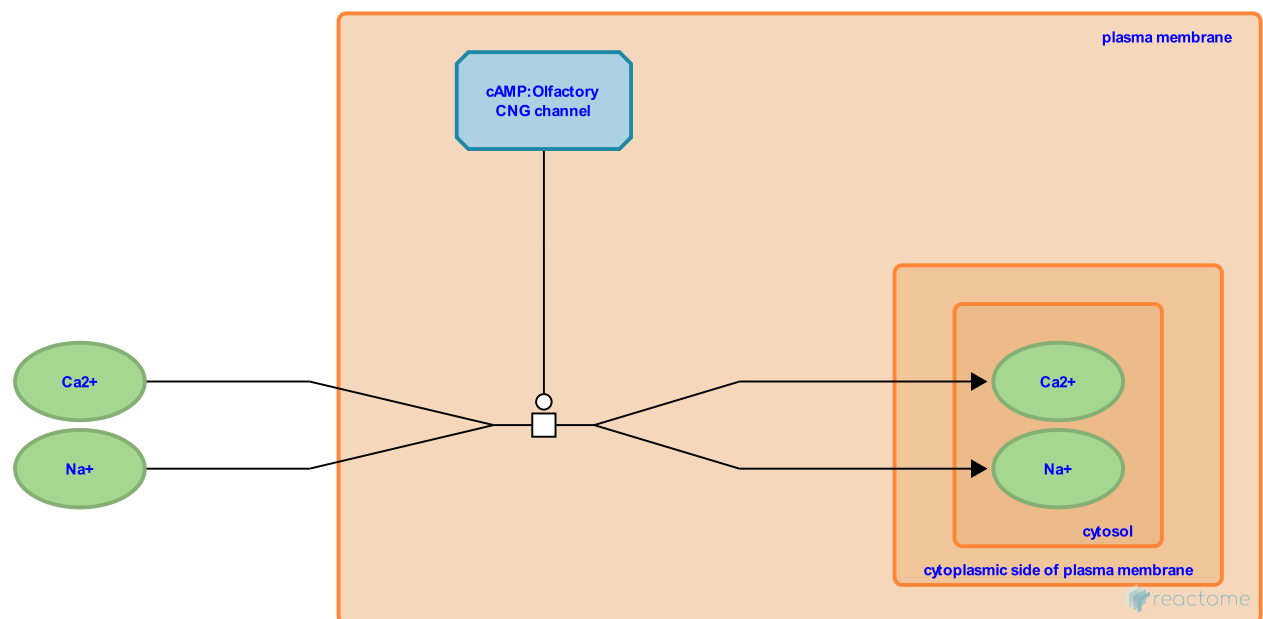 plasma membrane
cAMP:Olfactory
CNG channel
Ca2+
Ca2+
Na+
Na+
cytosol
cytoplasmic side of plasma membrane
reactome